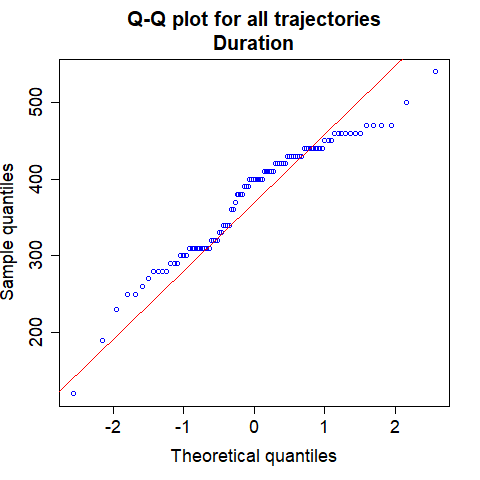 Q-Q plot for all trajectories
Duration
500
400
300
200
Sample quantiles
-2 -1 0 1 2
Theoretical quantiles